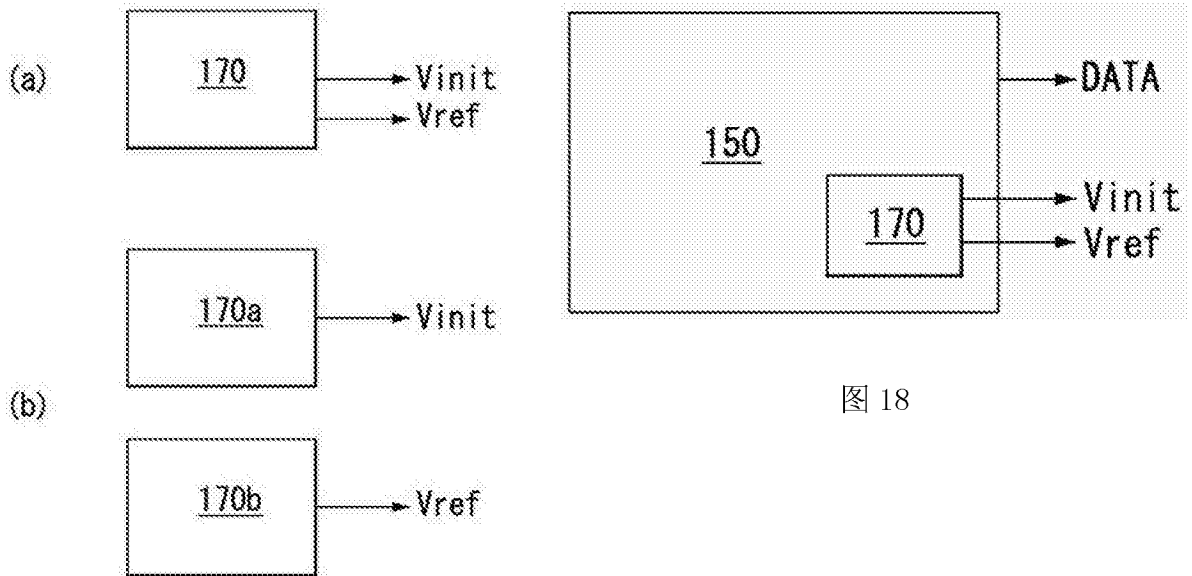 (a)
170
Vinit
Vref
170a
Vinit
(b)
170b
Vref
150
DATA
170
Vinit
Vref
图 18